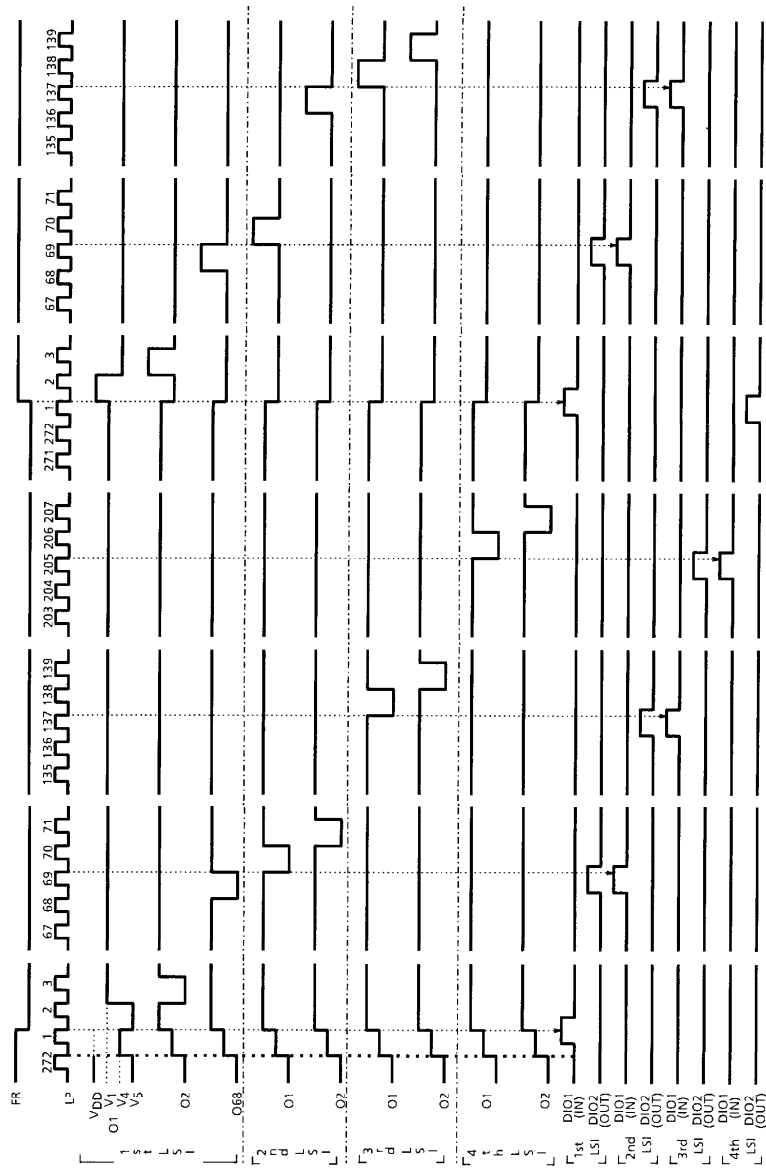 FR
LP
272 1 2 3
67 68 69 70 71
135 136 137 138 139
203 204 205 206 207
271 272 1 2 3
67 68 69 70 71
135 136 137 138 139
VDD
V1
O1
V4
V5
O2
O68
1st LSI
O1
O2
2nd LSI
O1
O2
3rd LSI
O1
O2
4th LSI
1st LSI
DIO1 (IN)
DIO2 (OUT)
2nd LSI
DIO1 (IN)
DIO2 (OUT)
3rd LSI
DIO1 (IN)
DIO2 (OUT)
4th LSI
DIO1 (IN)
DIO2 (OUT)